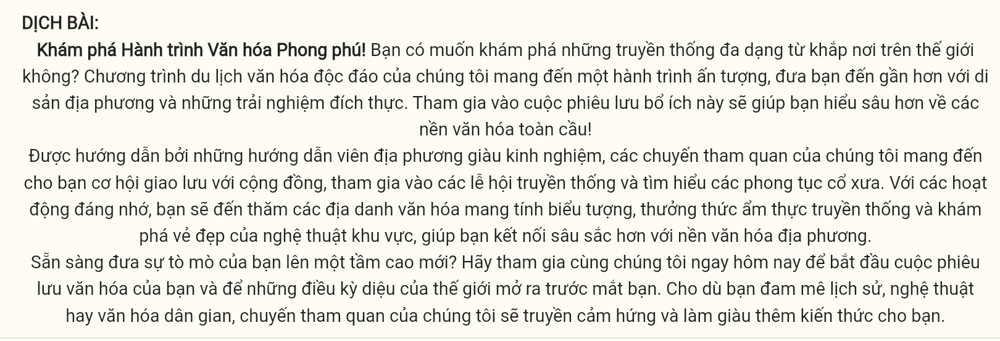 DỊCH BÀI:
Khám phá Hành trình Văn hóa Phong phú! Bạn có muốn khám phá những truyền thống đa dạng từ khắp nơi trên thế giới
không? Chương trình du lịch văn hóa độc đáo của chúng tôi mang đến một hành trình ấn tượng, đưa bạn đến gần hơn với di
sản địa phương và những trải nghiệm đích thực. Tham gia vào cuộc phiêu lưu bổ ích này sẽ giúp bạn hiểu sâu hơn về các
nền văn hóa toàn cầu!
Được hướng dẫn bởi những hướng dẫn viên địa phương giàu kinh nghiệm, các chuyến tham quan của chúng tôi mang đến
cho bạn cơ hội giao lưu với cộng đồng, tham gia vào các lễ hội truyền thống và tìm hiểu các phong tục cổ xưa. Với các hoạt
động đáng nhớ, bạn sẽ đến thăm các địa danh văn hóa mang tính biểu tượng, thưởng thức ẩm thực truyền thống và khám
phá vẻ đẹp của nghệ thuật khu vực, giúp bạn kết nối sâu sắc hơn với nền văn hóa địa phương.
Sẵn sàng đưa sự tò mò của bạn lên một tầm cao mới? Hãy tham gia cùng chúng tôi ngay hôm nay để bắt đầu cuộc phiêu
lưu văn hóa của bạn và để những điều kỳ diệu của thế giới mở ra trước mắt bạn. Cho dù bạn đam mê lịch sử, nghệ thuật
hay văn hóa dân gian, chuyến tham quan của chúng tôi sẽ truyền cảm hứng và làm giàu thêm kiến thức cho bạn.